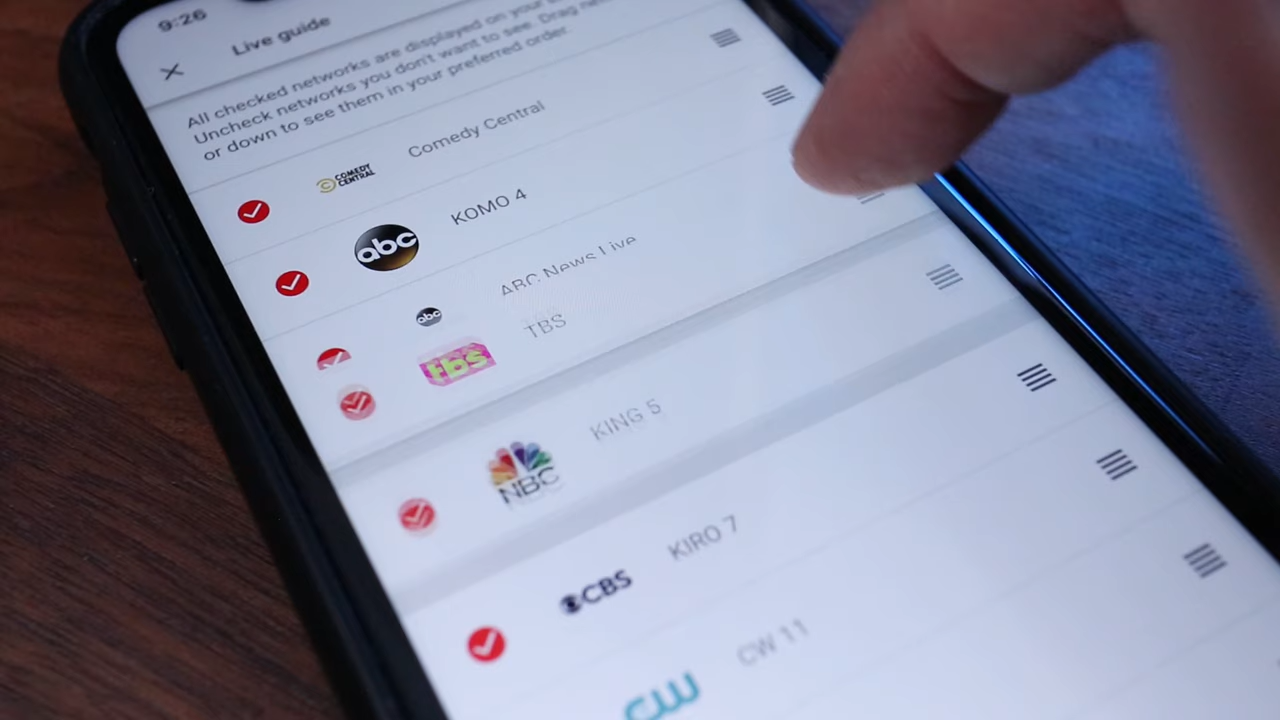 9:26
Live guide
All checked networks are displayed on your
Uncheck networks you don't want to see. Drag
or down to see them in your preferred order.
COMEDY CENTRAL Comedy Central
abc KOMO 4
abc ABC News Live
tbs TBS
NBC KING 5
CBS KIRO 7
CW CW 11